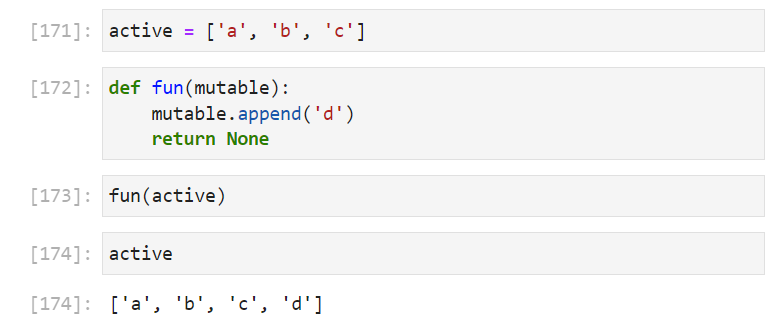 [171]: active = ['a', 'b', 'c']
[172]: def fun(mutable):
    mutable.append('d')
    return None
[173]: fun(active)
[174]: active
[174]: ['a', 'b', 'c', 'd']